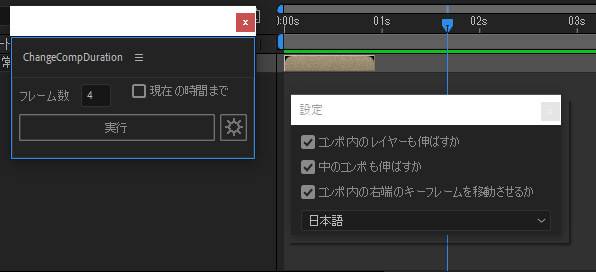 x
:00s
01s
02s
03s
ート
ChangeCompDuration ☰
常
フレーム数 4 現在の時間まで
実行
設定
x
コンポ内のレイヤーも伸ばすか
中のコンポも伸ばすか
コンポ内の右端のキーフレームを移動させるか
日本語